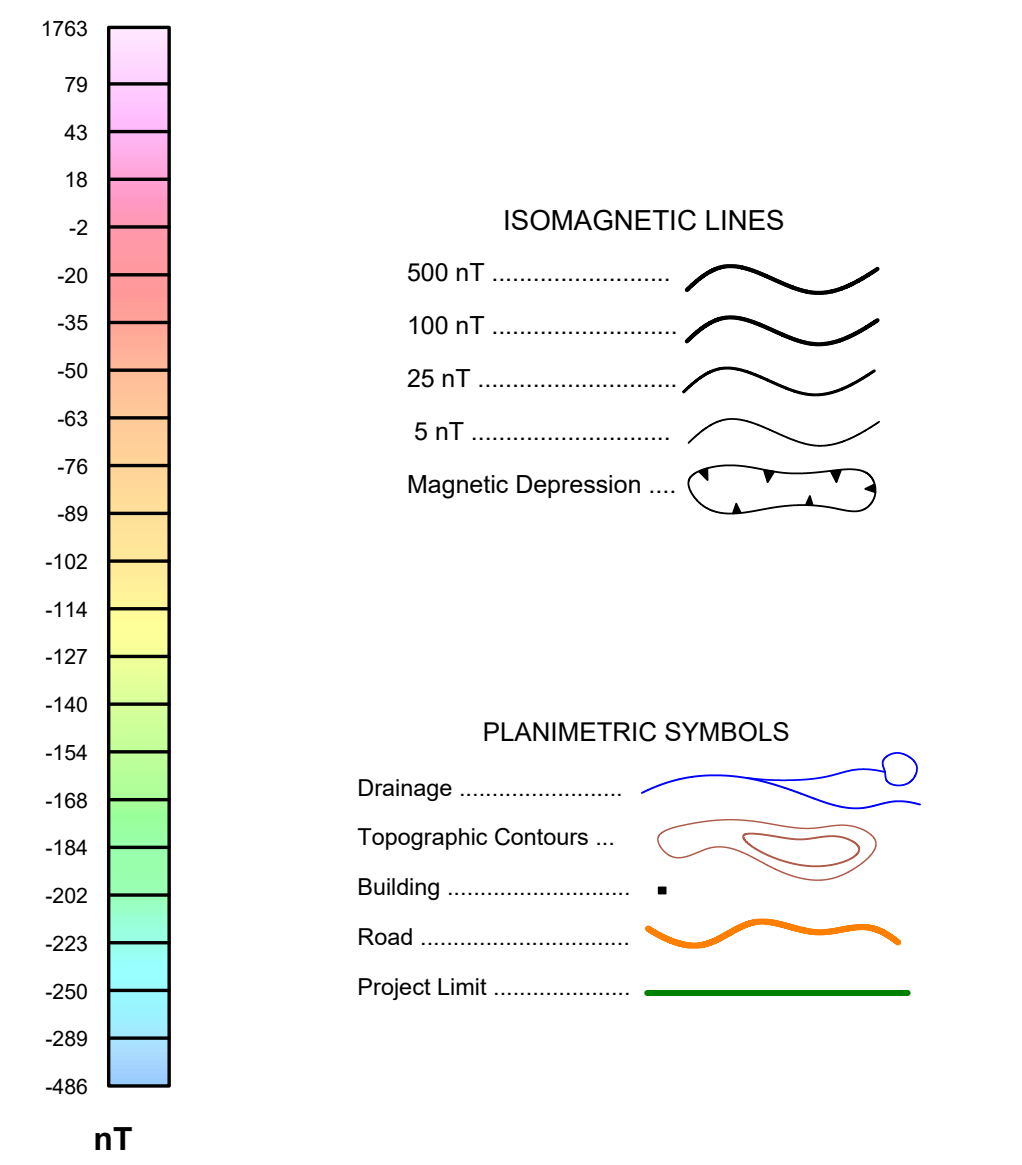 1763
79
43
18
-2
-20
-35
-50
-63
-76
-89
-102
-114
-127
-140
-154
-168
-184
-202
-223
-250
-289
-486
nT
ISOMAGNETIC LINES
500 nT ...........................
100 nT ............................
25 nT ..............................
5 nT ..............................
Magnetic Depression ....
PLANIMETRIC SYMBOLS
Drainage .........................
Topographic Contours ...
Building ............................
Road ................................
Project Limit .....................